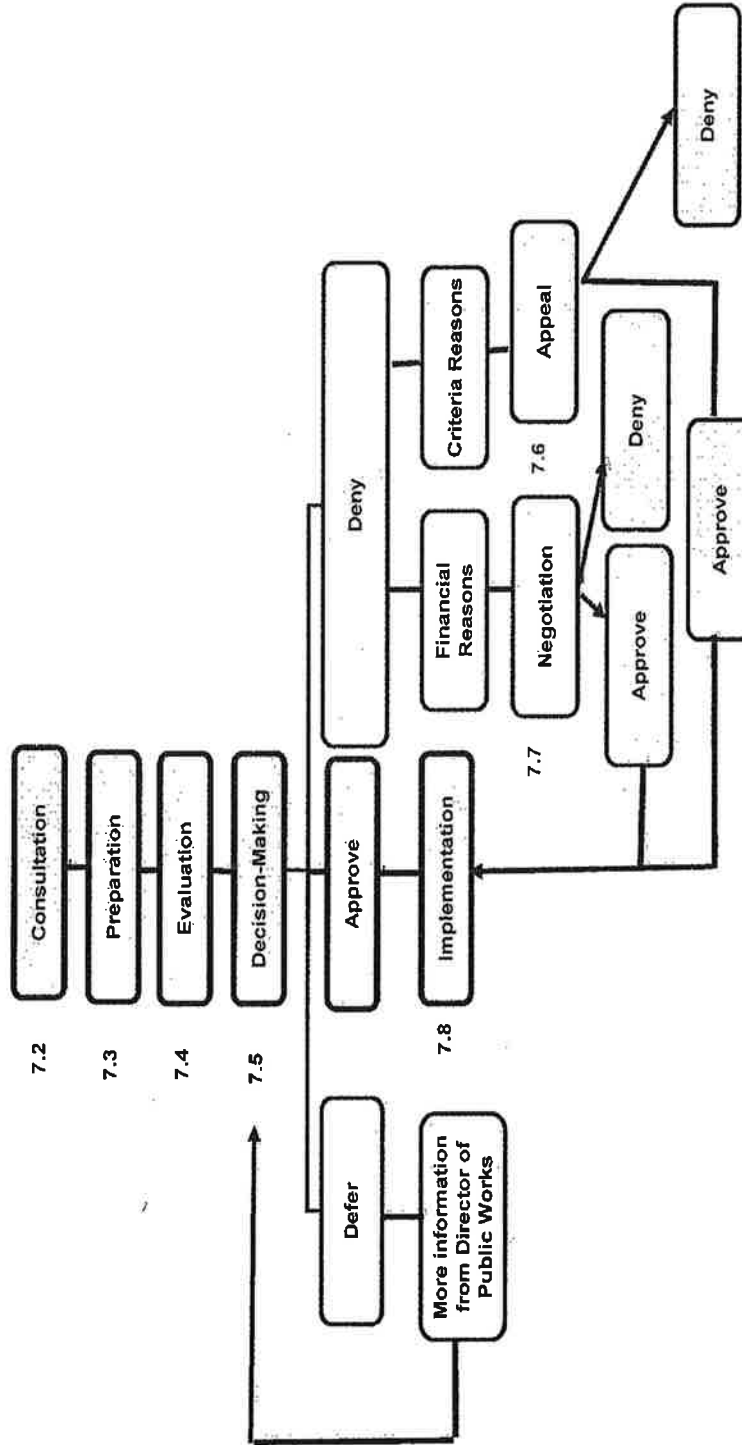 7.2
Consultation
7.3
Preparation
7.4
Evaluation
7.5
Decision-Making
Defer
Approve
Deny
More information
from Director of
Public Works
7.8
Implementation
Financial
Reasons
Criteria Reasons
7.7
Negotiation
7.6
Appeal
Approve
Deny
Approve
Deny